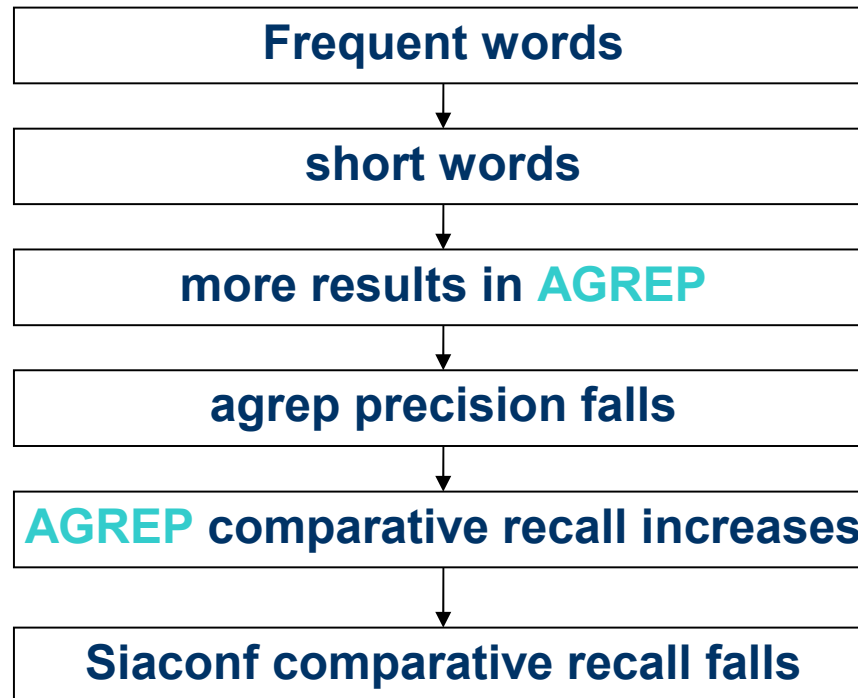 Frequent words
short words
more results in AGREP
agrep precision falls
AGREP comparative recall increases
Siaconf comparative recall falls